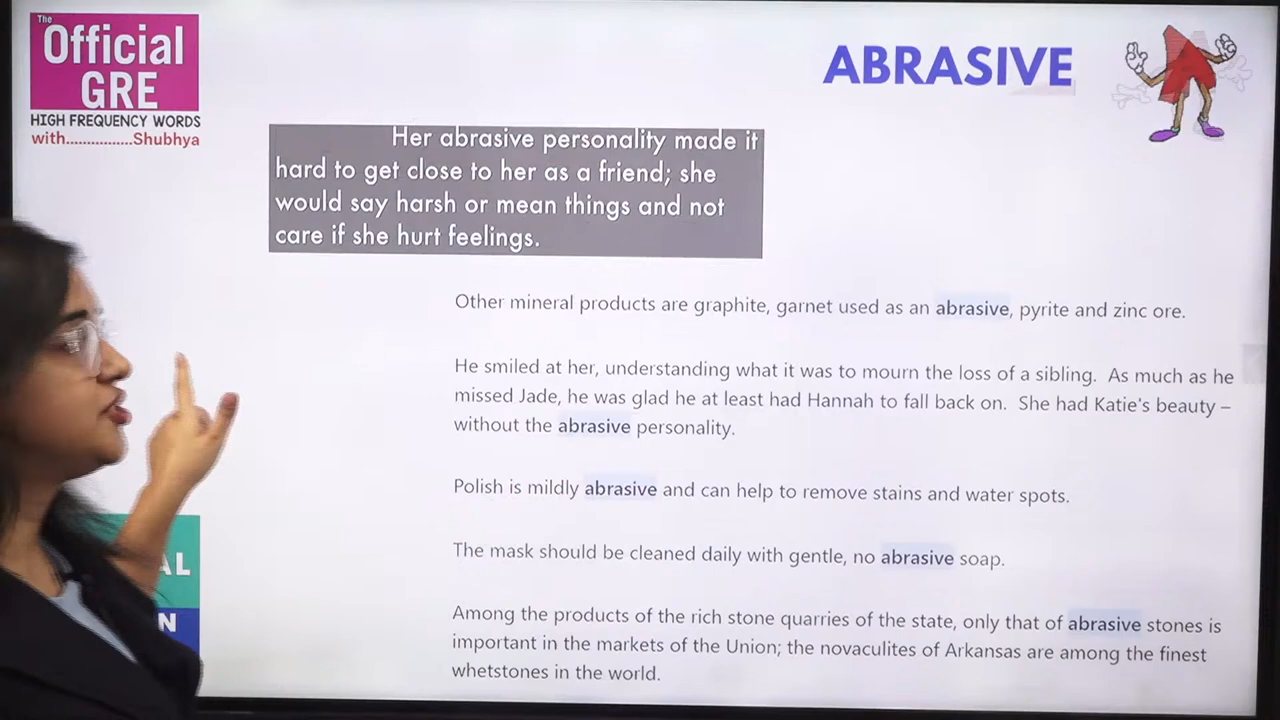 The
Official
GRE
HIGH FREQUENCY WORDS
with................Shubhya
ABRASIVE
Her abrasive personality made it
hard to get close to her as a friend; she
would say harsh or mean things and not
care if she hurt feelings.
Other mineral products are graphite, garnet used as an abrasive, pyrite and zinc ore.
He smiled at her, understanding what it was to mourn the loss of a sibling. As much as he
missed Jade, he was glad he at least had Hannah to fall back on. She had Katie's beauty –
without the abrasive personality.
Polish is mildly abrasive and can help to remove stains and water spots.
The mask should be cleaned daily with gentle, no abrasive soap.
Among the products of the rich stone quarries of the state, only that of abrasive stones is
important in the markets of the Union; the novaculites of Arkansas are among the finest
whetstones in the world.